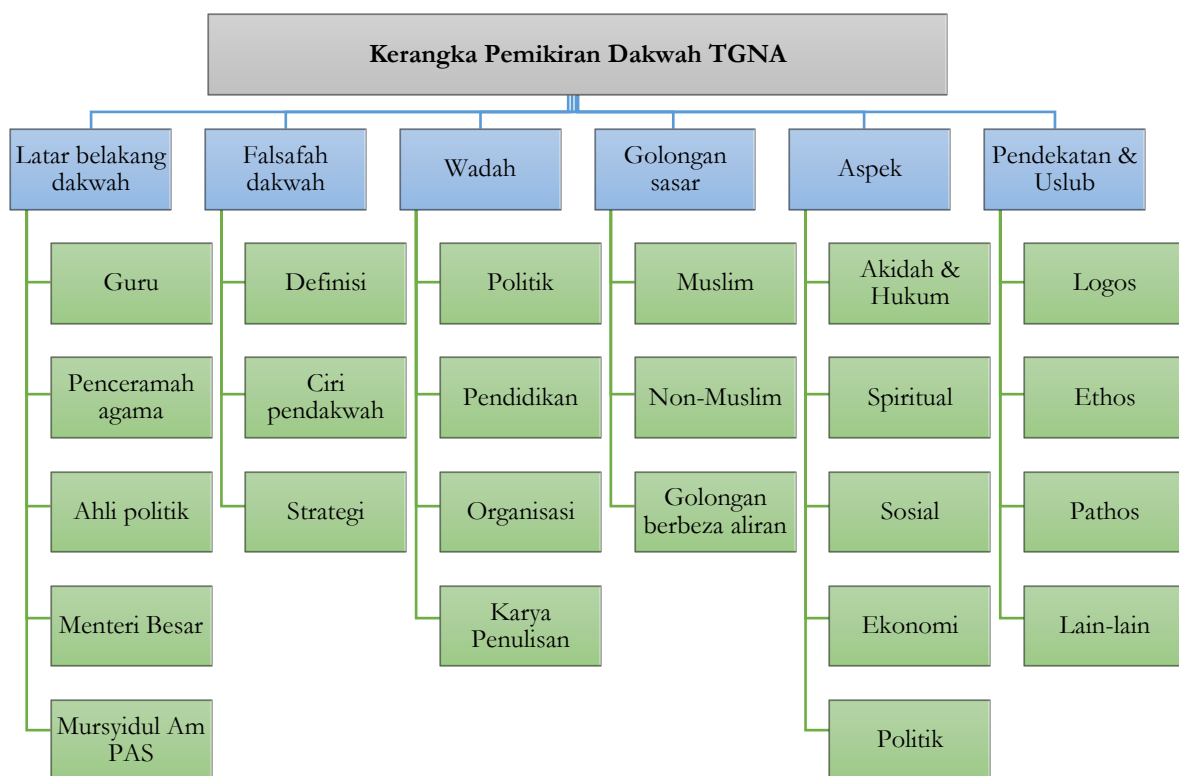 Kerangka Pemikiran Dakwah TGNA
Latar belakang
dakwah
Guru
Penceramah
agama
Ahli politik
Menteri Besar
Mursyidul Am
PAS
Falsafah
dakwah
Definisi
Ciri
pendakwah
Strategi
Wadah
Politik
Pendidikan
Organisasi
Karya
Penulisan
Golongan
sasar
Muslim
Non-Muslim
Golongan
berbeza aliran
Aspek
Akidah &
Hukum
Spiritual
Sosial
Ekonomi
Politik
Pendekatan &
Uslub
Logos
Ethos
Pathos
Lain-lain